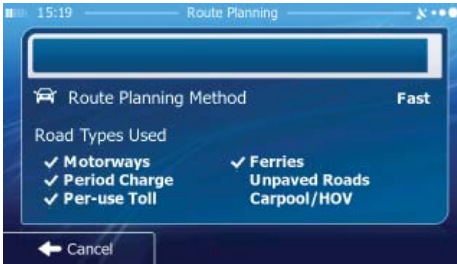 15:19 Route Planning
Route Planning Method Fast
Road Types Used
Motorways Ferries
Period Charge Unpaved Roads
Per-use Toll Carpool/HOV
Cancel